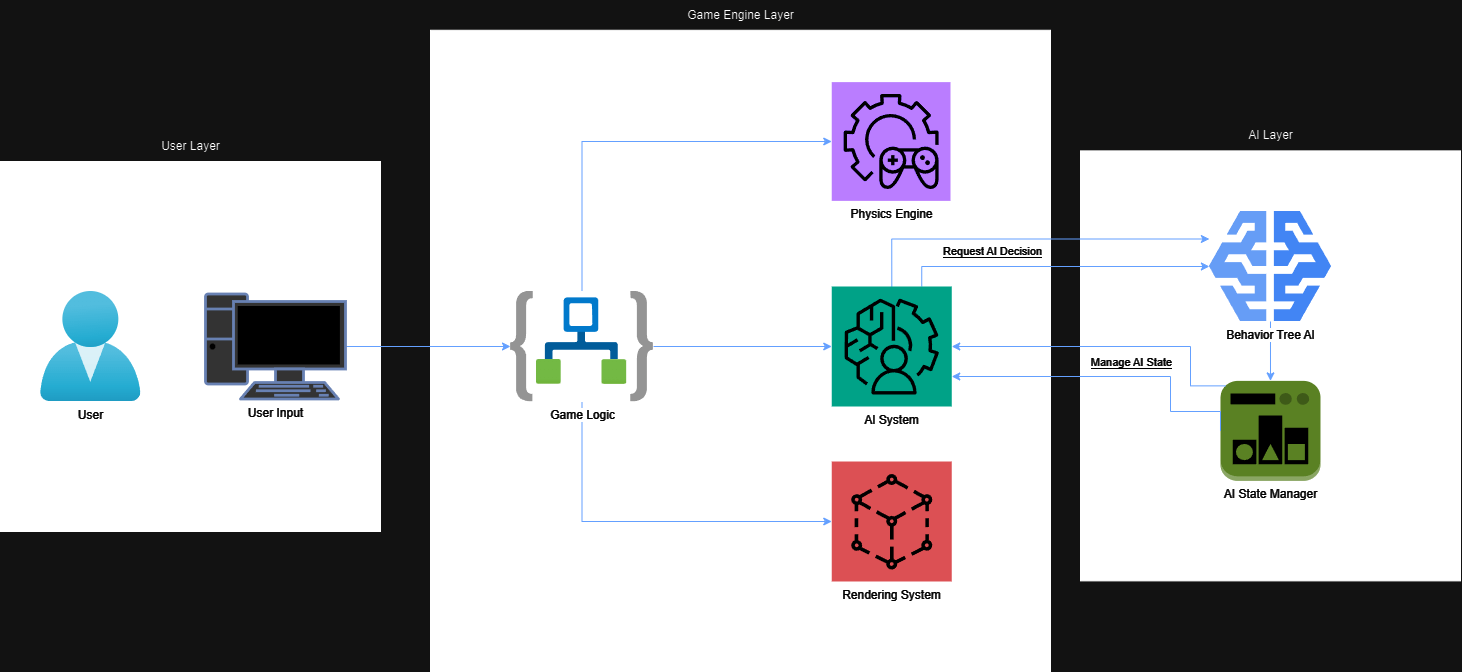 Game Engine Layer
User Layer
AI Layer
Physics Engine
Request AI Decision
Behavior Tree AI
Manage AI State
User
User Input
Game Logic
AI System
AI State Manager
Rendering System